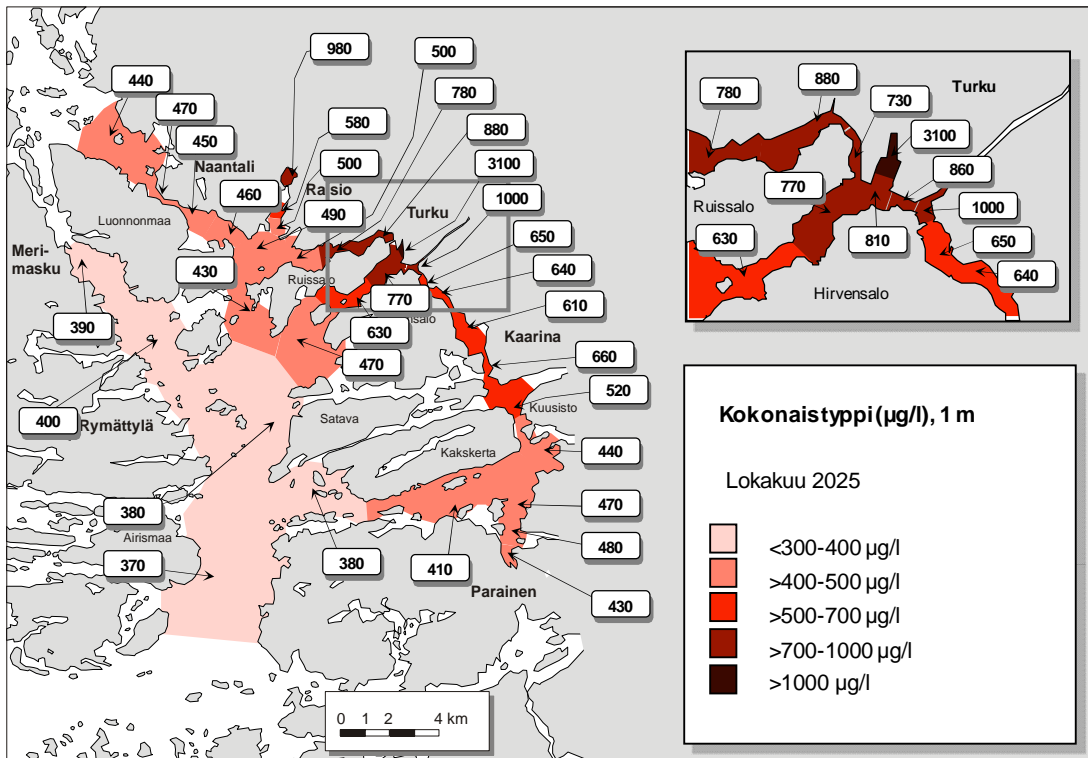 980
440
500
470
780
450
580
880
Naantali
500
3100
460
Raisio
1000
490
Turku
Luonnonmaa
650
Meri-
masku
430
Ruissalo
640
770
610
390
630
Kaarina
470
660
400
Rymättylä
Satava
520
Kuusisto
Kakskerta
440
380
470
Airismaa
480
370
380
410
Parainen
430
0 1 2 4 km
880
Turku
780
730
3100
770
860
Ruissalo
1000
630
810
650
640
Hirvensalo
Kokonaistyppi (µg/l), 1 m
Lokakuu 2025
<300-400 µg/l
>400-500 µg/l
>500-700 µg/l
>700-1000 µg/l
>1000 µg/l